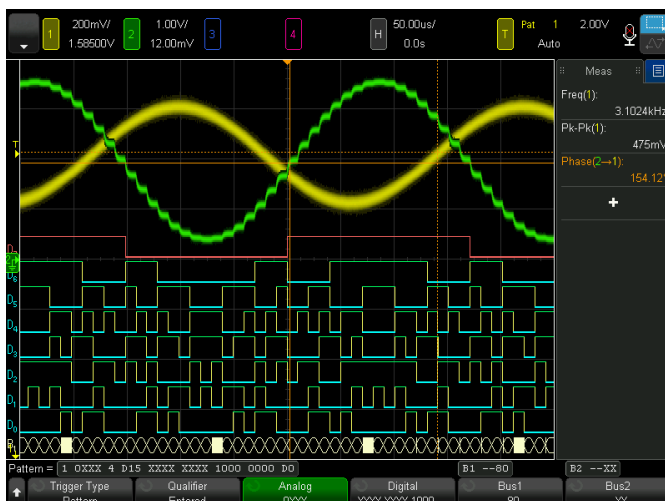 1 200mV/ 1.58500V
2 1.00V/ 12.00mV
3
4
H 50.00us/ 0.0s
T Pat 1 2.00V
Auto
Meas
Freq(1):
3.1024kHz
Pk-Pk(1):
475mV
Phase(2→1):
154.12°
+
T
D6
D5
D4
D3
D2
D1
D0
Pattern = 1 0XXX 4 D15 XXXX XXXX 1000 0000 D0 B1 --80 B2 --XX
Trigger Type Qualifier Analog Digital Bus1 Bus2
Pattern Entered 0XXX XXXX XXXX 1000 80 XX